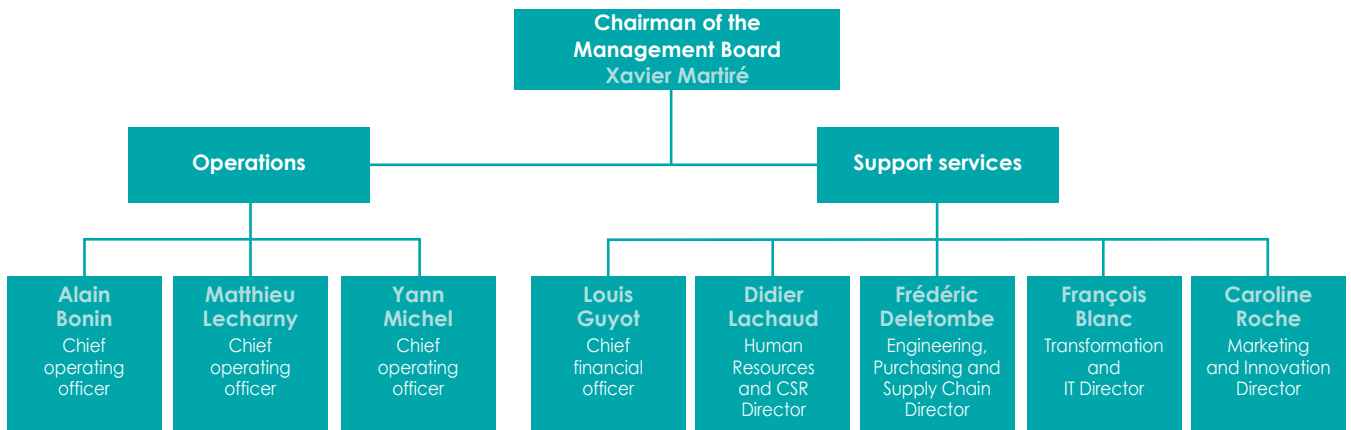 Chairman of the
Management Board
Xavier Martiré
Operations
Support services
Alain
Bonin
Chief
operating
officer
Matthieu
Lecharny
Chief
operating
officer
Yann
Michel
Chief
operating
officer
Louis
Guyot
Chief
financial
officer
Didier
Lachaud
Human
Resources
and CSR
Director
Frédéric
Deletombe
Engineering,
Purchasing and
Supply Chain
Director
François
Blanc
Transformation
and
IT Director
Caroline
Roche
Marketing
and Innovation
Director